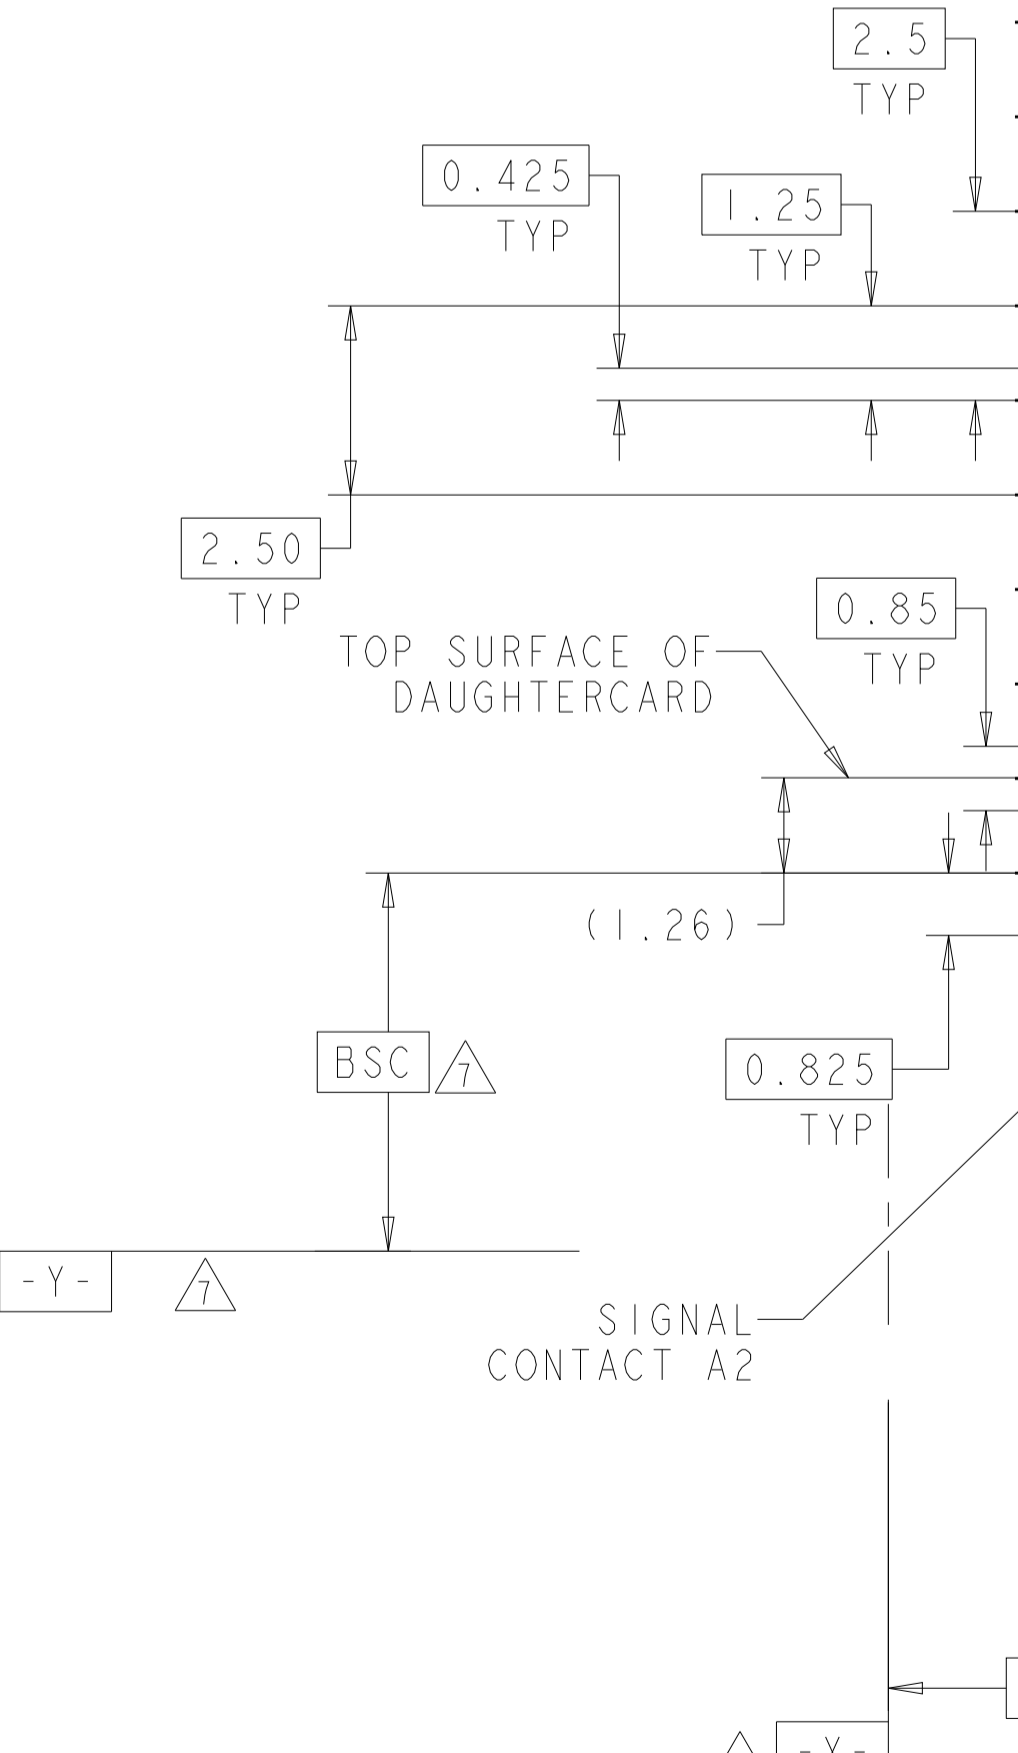 2.5
TYP
0.425
TYP
1.25
TYP
2.50
TYP
0.85
TYP
TOP SURFACE OF
DAUGHTERCARD
(1.26)
BSC
7
0.825
TYP
-Y-
7
SIGNAL
CONTACT A2